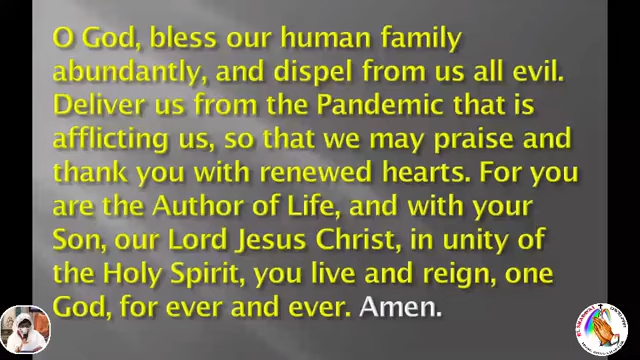 O God, bless our human family
abundantly, and dispel from us all evil.
Deliver us from the Pandemic that is
afflicting us, so that we may praise and
thank you with renewed hearts. For you
are the Author of Life, and with your
Son, our Lord Jesus Christ, in unity of
the Holy Spirit, you live and reign, one
God, for ever and ever. Amen.